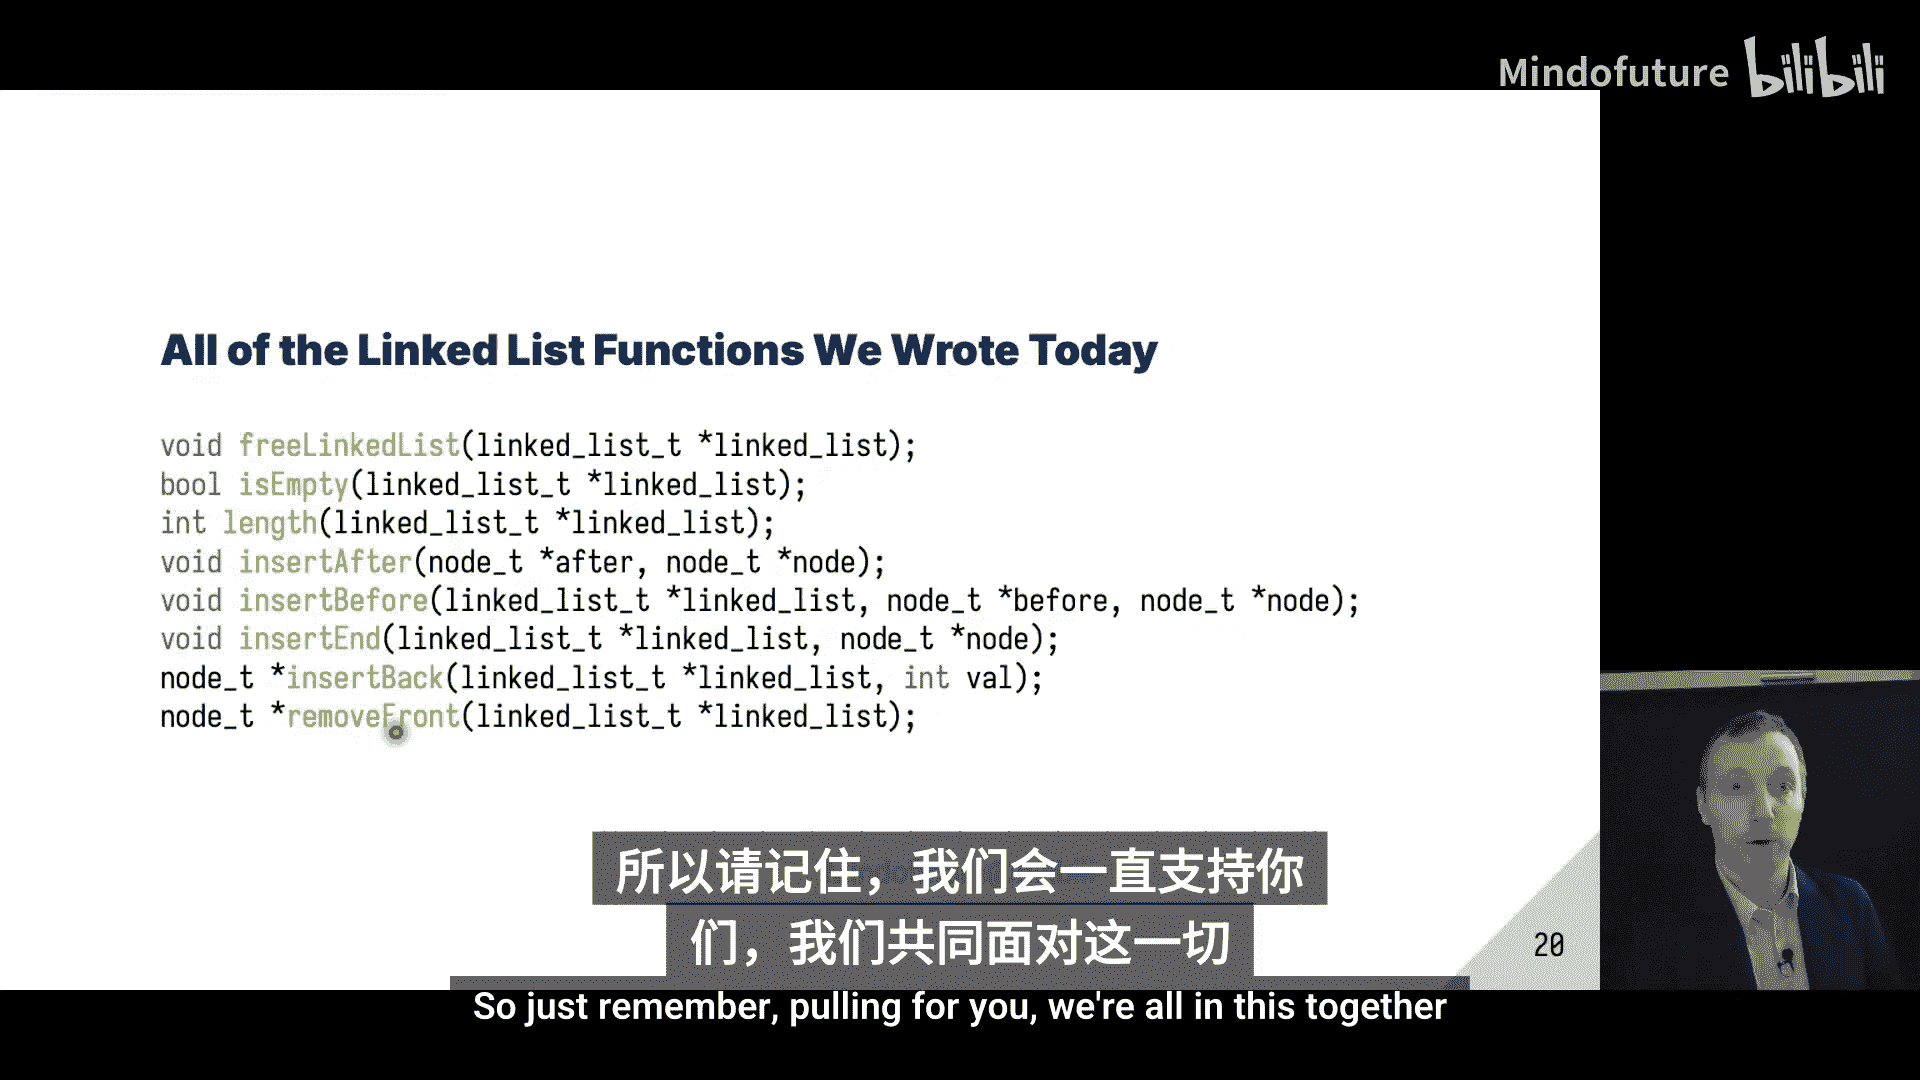 Mindofuture bilibili
All of the Linked List Functions We Wrote Today
void freeLinkedList(linked_list_t *linked_list);
bool isEmpty(linked_list_t *linked_list);
int length(linked_list_t *linked_list);
void insertAfter(node_t *after, node_t *node);
void insertBefore(linked_list_t *linked_list, node_t *before, node_t *node);
void insertEnd(linked_list_t *linked_list, node_t *node);
node_t *insertBack(linked_list_t *linked_list, int val);
node_t *removeFront(linked_list_t *linked_list);
所以请记住，我们会一直支持你
们，我们共同面对这一切
20
So just remember, pulling for you, we're all in this together